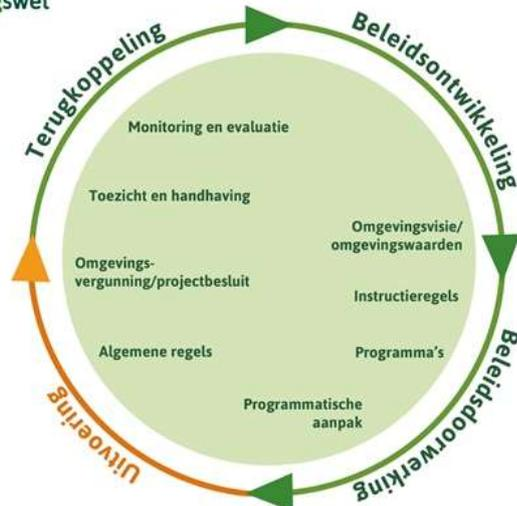 Terugkoppeling
Beleidsontwikkeling
Monitoring en evaluatie
Toezicht en handhaving
Omgevingsvisie/
omgevingswaarden
Omgevings-
vergunning/projectbesluit
Instructieregels
Algemene regels
Programma's
Programmatische
aanpak
Uitvoering
Beleidsdoorwerking